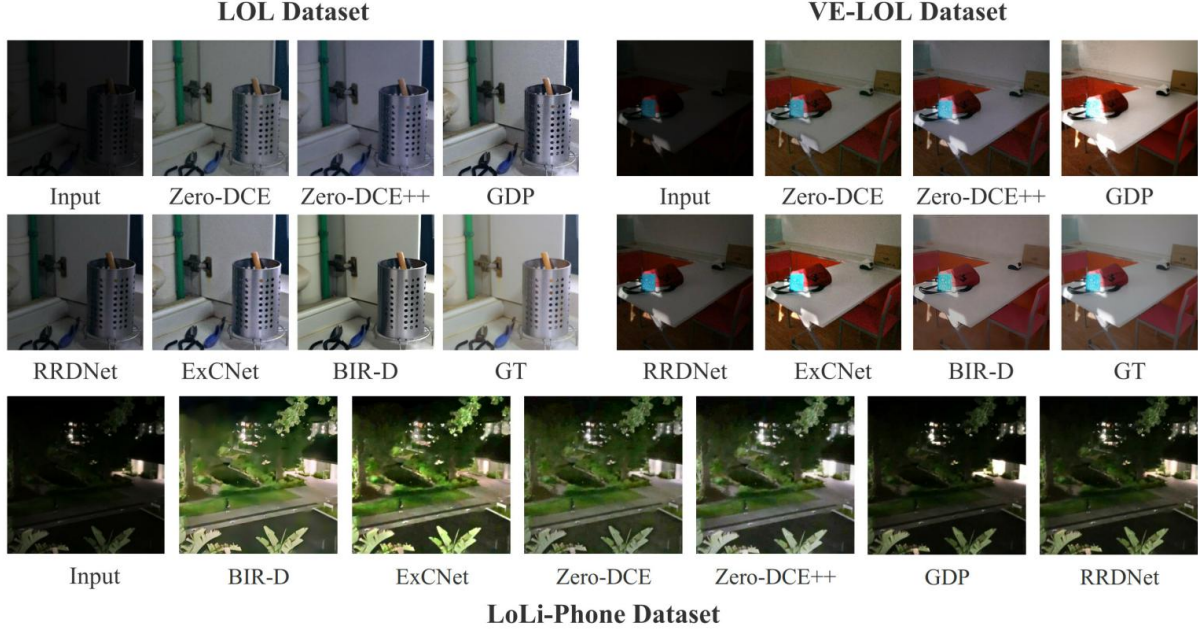 LOL Dataset
VE-LOL Dataset
Input Zero-DCE Zero-DCE++ GDP
Input Zero-DCE Zero-DCE++ GDP
RRDNet ExCNet BIR-D GT
RRDNet ExCNet BIR-D GT
Input BIR-D ExCNet Zero-DCE Zero-DCE++ GDP RRDNet
LoLi-Phone Dataset